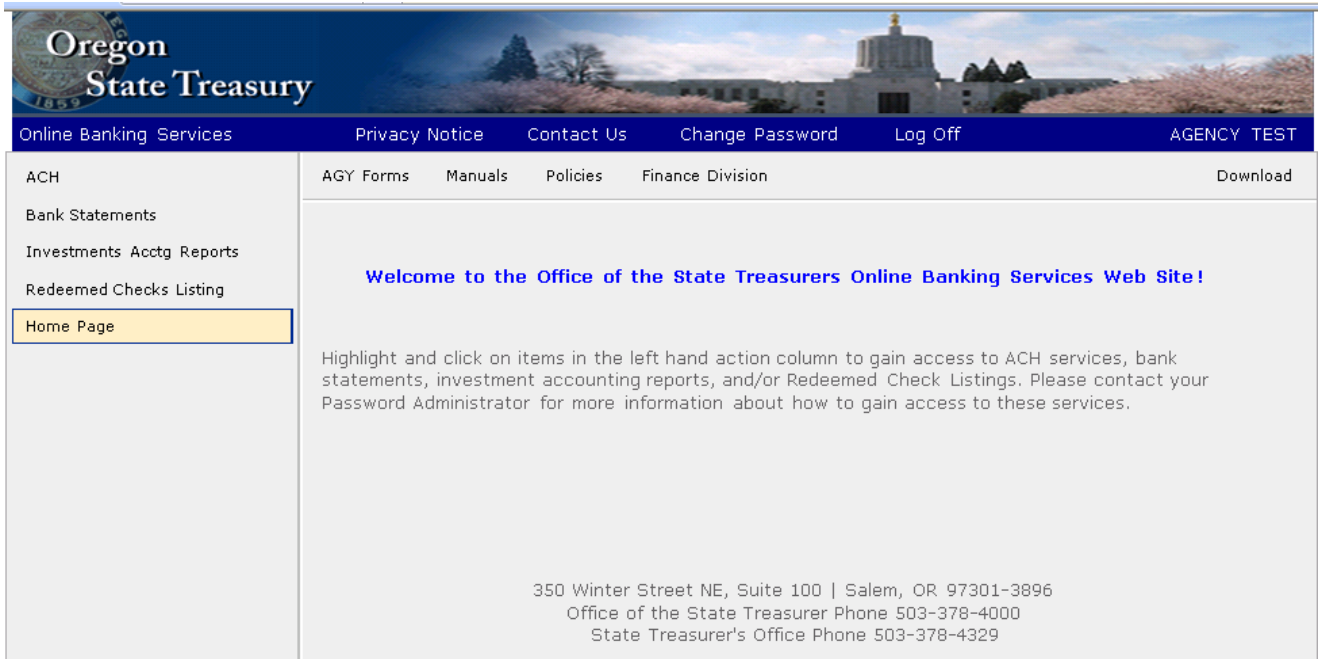 Oregon
State Treasury
1859
Online Banking Services Privacy Notice Contact Us Change Password Log Off AGENCY TEST
ACH
Bank Statements
Investments Acctg Reports
Redeemed Checks Listing
Home Page
AGY Forms Manuals Policies Finance Division Download
Welcome to the Office of the State Treasurers Online Banking Services Web Site!
Highlight and click on items in the left hand action column to gain access to ACH services, bank
statements, investment accounting reports, and/or Redeemed Check Listings. Please contact your
Password Administrator for more information about how to gain access to these services.
350 Winter Street NE, Suite 100 | Salem, OR 97301-3896
Office of the State Treasurer Phone 503-378-4000
State Treasurer's Office Phone 503-378-4329